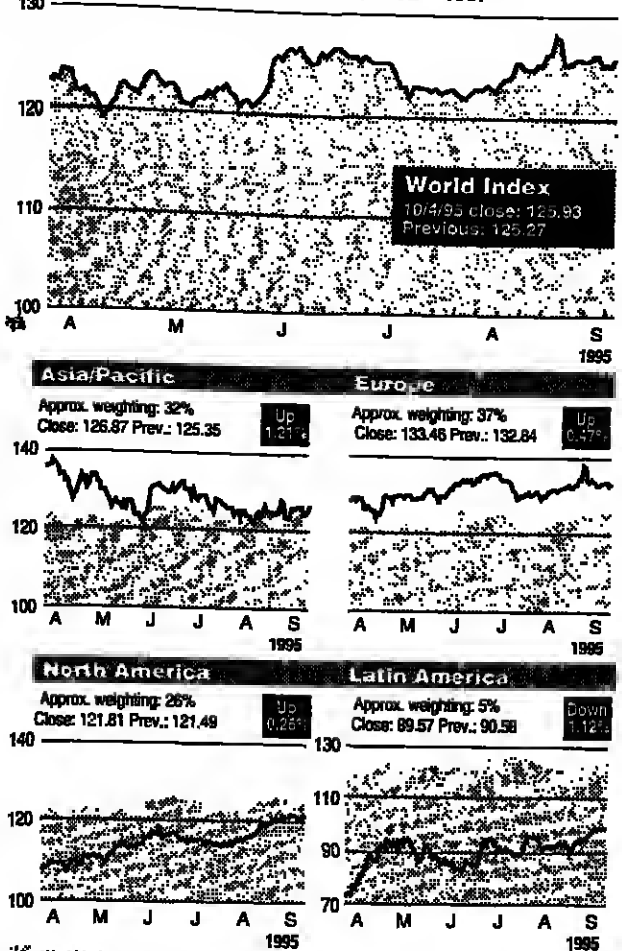 130
120
110
100
World Index
10/4/95 close: 125.93
Previous: 125.27
A M J J A S
1995
Asia/Pacific
Approx. weighting: 32%
Close: 126.87 Prev.: 125.35
Up
1.21%
140
120
100
A M J J A S
1995
Europe
Approx. weighting: 37%
Close: 133.46 Prev.: 132.84
Up
0.47%
A M J J A S
1995
North America
Approx. weighting: 26%
Close: 121.81 Prev.: 121.49
Up
0.26%
140
120
100
A M J J A S
1995
Latin America
Approx. weighting: 5%
Close: 89.57 Prev.: 90.58
Down
1.12%
130
110
90
70
A M J J A S
1995